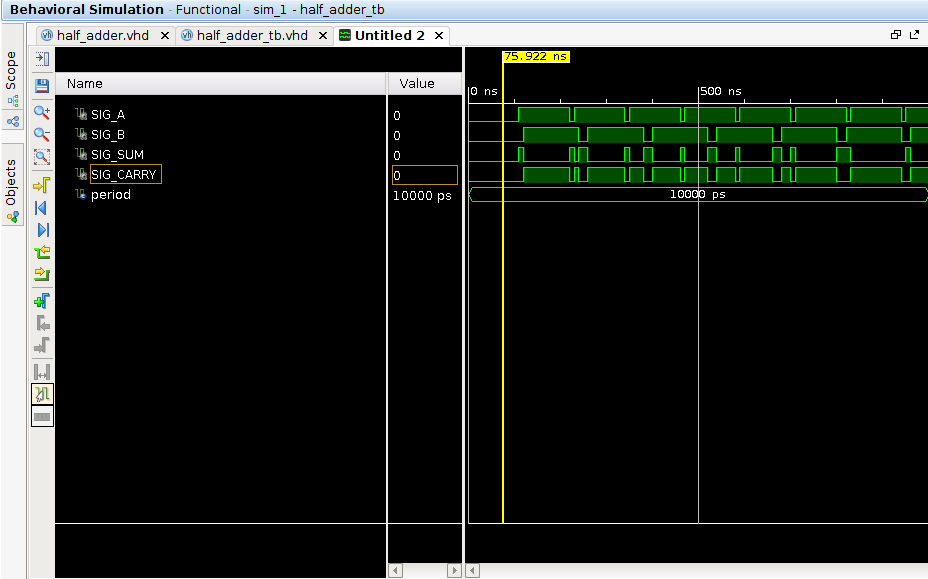 Behavioral Simulation - Functional - sim_1 - half_adder_tb
half_adder.vhd
half_adder_tb.vhd
Untitled 2
Scope
Objects
Name
Value
SIG_A
0
SIG_B
0
SIG_SUM
0
SIG_CARRY
0
period
10000 ps
75.922 ns
0 ns
500 ns
10000 ps